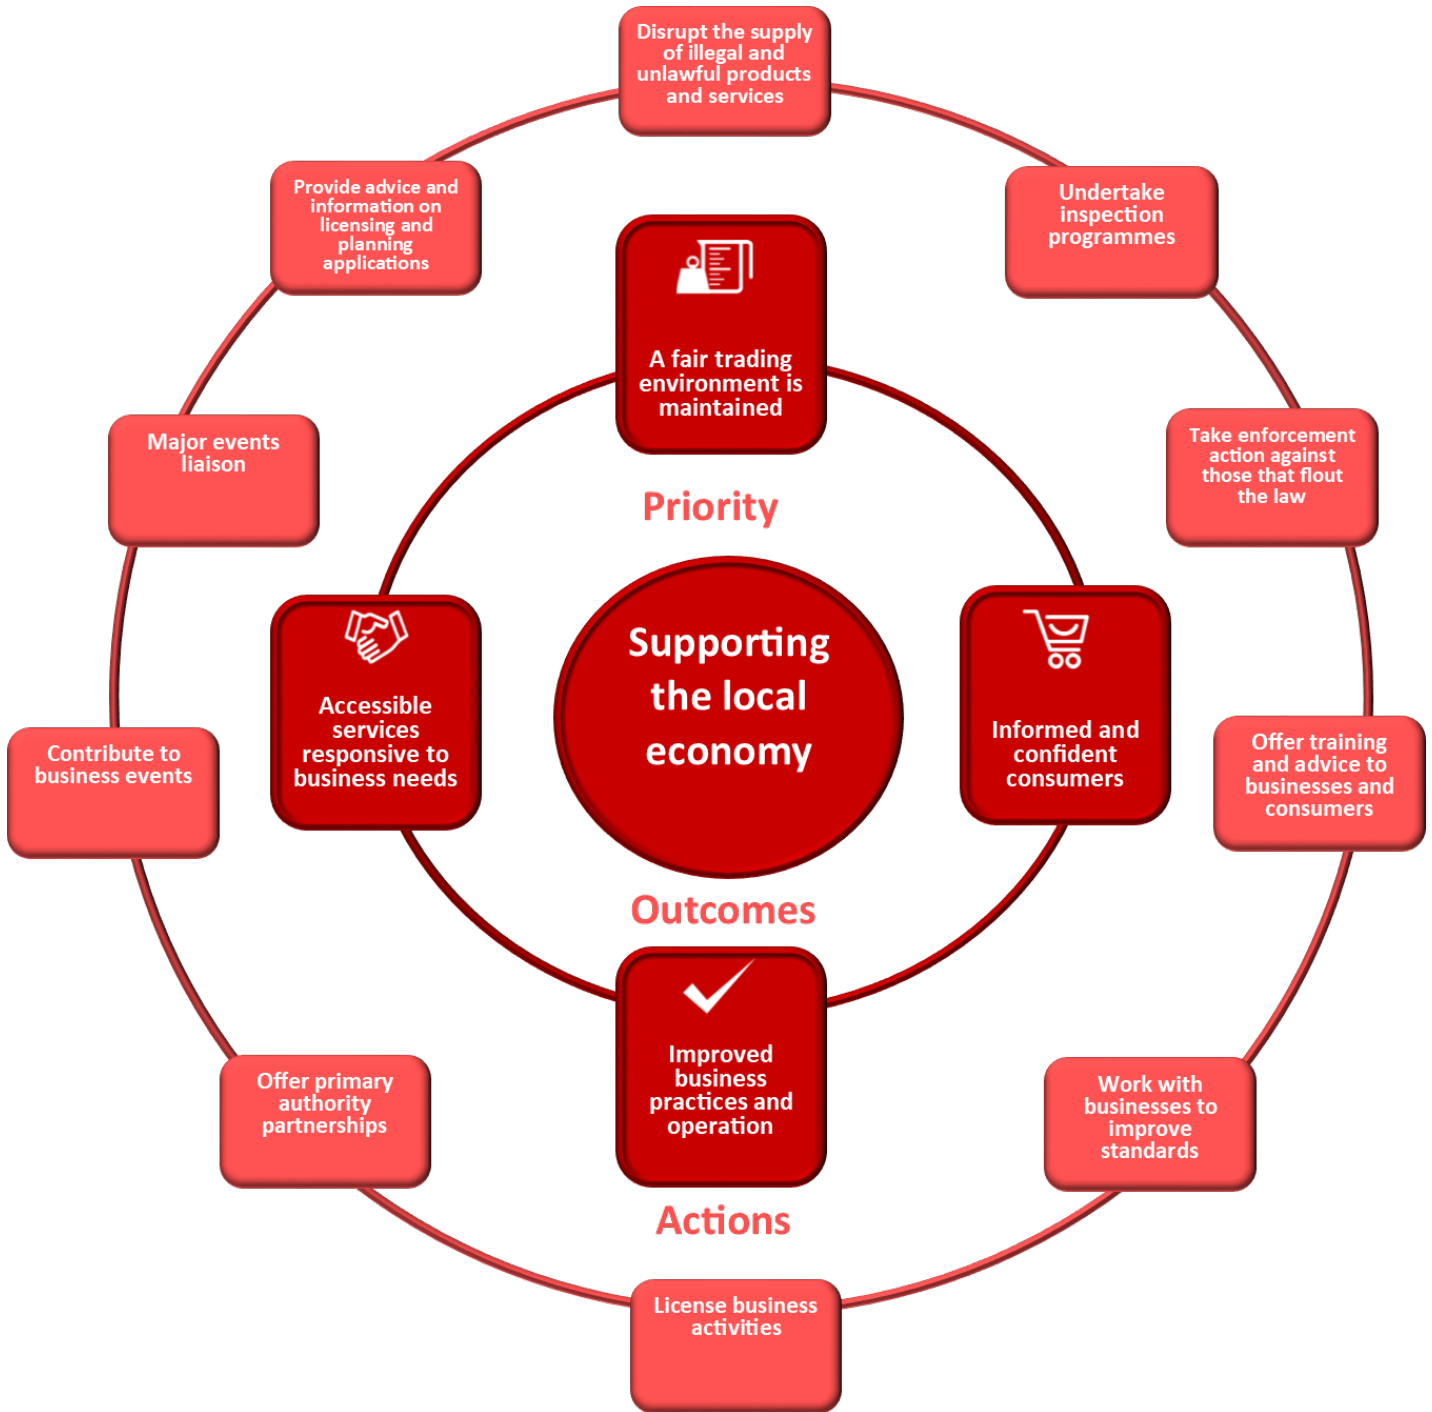 Disrupt the supply
of illegal and
unlawful products
and services
Undertake
inspection
programmes
Take enforcement
action against
those that flout
the law
Offer training
and advice to
businesses and
consumers
Work with
businesses to
improve
standards
License business
activities
Offer primary
authority
partnerships
Contribute to
business events
Major events
liaison
Provide advice and
information on
licensing and
planning
applications
A fair trading
environment is
maintained
Informed and
confident
consumers
Improved
business
practices and
operation
Accessible
services
responsive to
business needs
Priority
Supporting
the local
economy
Outcomes
Actions